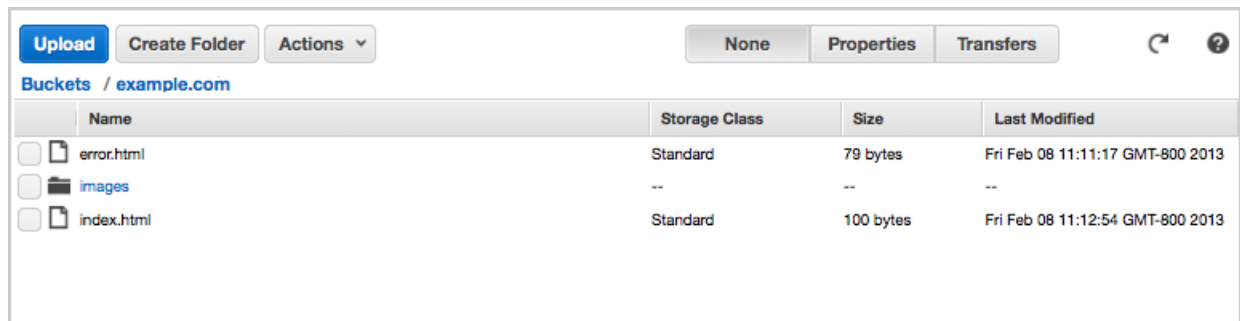 Upload Create Folder Actions None Properties Transfers
Buckets / example.com
Name Storage Class Size Last Modified
error.html Standard 79 bytes Fri Feb 08 11:11:17 GMT-800 2013
images -- -- --
index.html Standard 100 bytes Fri Feb 08 11:12:54 GMT-800 2013